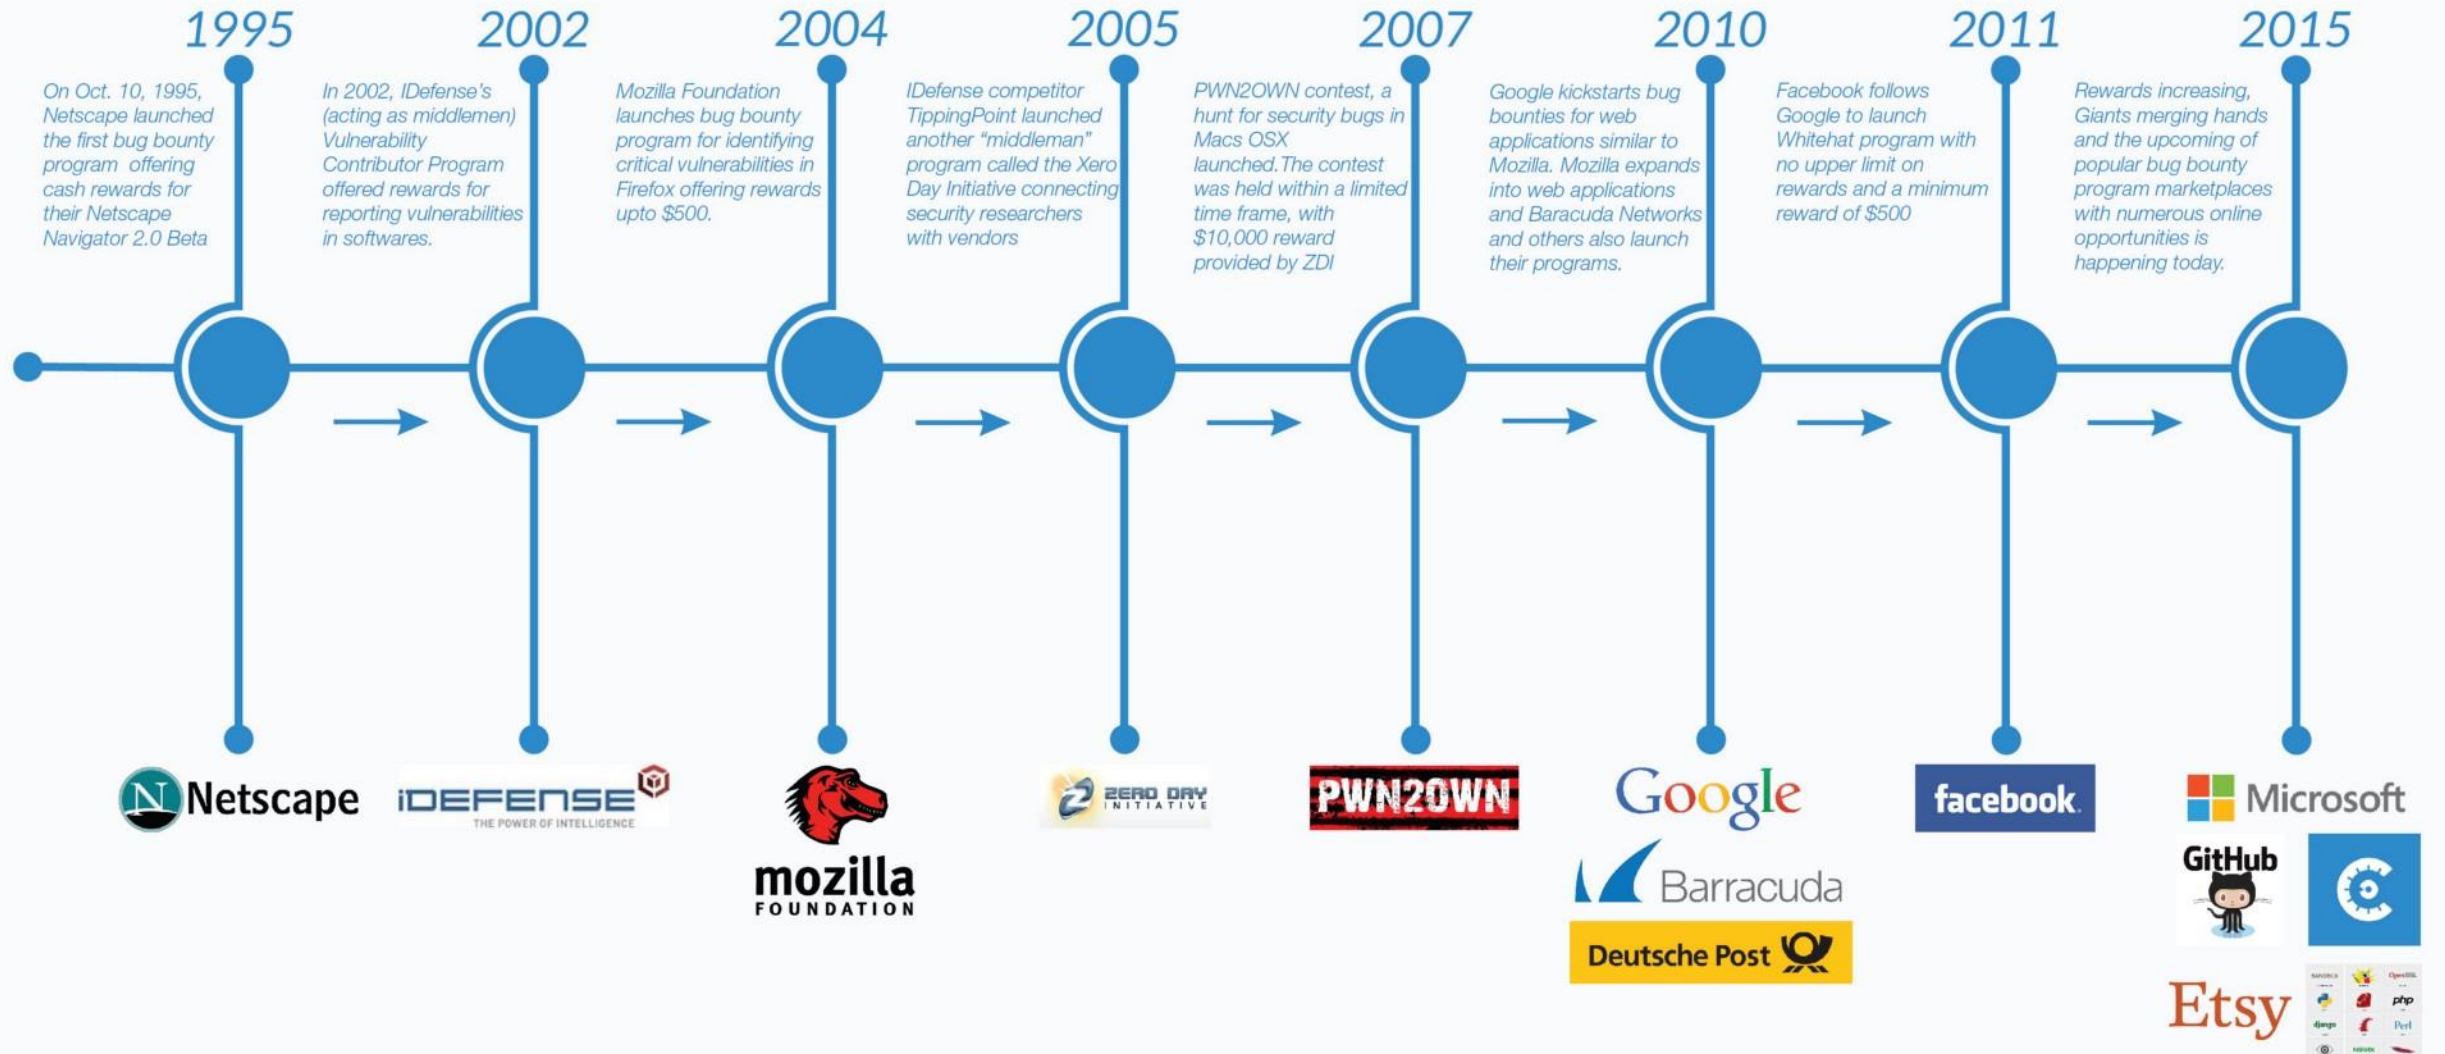 1995
On Oct. 10, 1995,
Netscape launched
the first bug bounty
program offering
cash rewards for
their Netscape
Navigator 2.0 Beta
2002
In 2002, IDefense's
(acting as middlemen)
Vulnerability
Contributor Program
offered rewards for
reporting vulnerabilities
in softwares.
2004
Mozilla Foundation
launches bug bounty
program for identifying
critical vulnerabilities in
Firefox offering rewards
upto $500.
2005
IDefense competitor
TippingPoint launched
another "middleman"
program called the Xero
Day Initiative connecting
security researchers
with vendors
2007
PWN2OWN contest, a
hunt for security bugs in
Macs OSX
launched. The contest
was held within a limited
time frame, with
$10,000 reward
provided by ZDI
2010
Google kickstarts bug
bounties for web
applications similar to
Mozilla. Mozilla expands
into web applications
and Baracuda Networks
and others also launch
their programs.
2011
Facebook follows
Google to launch
Whitehat program with
no upper limit on
rewards and a minimum
reward of $500
2015
Rewards increasing,
Giants merging hands
and the upcoming of
popular bug bounty
program marketplaces
with numerous online
opportunities is
happening today.
N Netscape
iDEFENSE
THE POWER OF INTELLIGENCE
mozilla
FOUNDATION
Z ZERO DAY
INITIATIVE
PWN2OWN
Google
Barracuda
Deutsche Post
facebook
Microsoft
GitHub
Etsy
OpenSSL
php
django
Perl